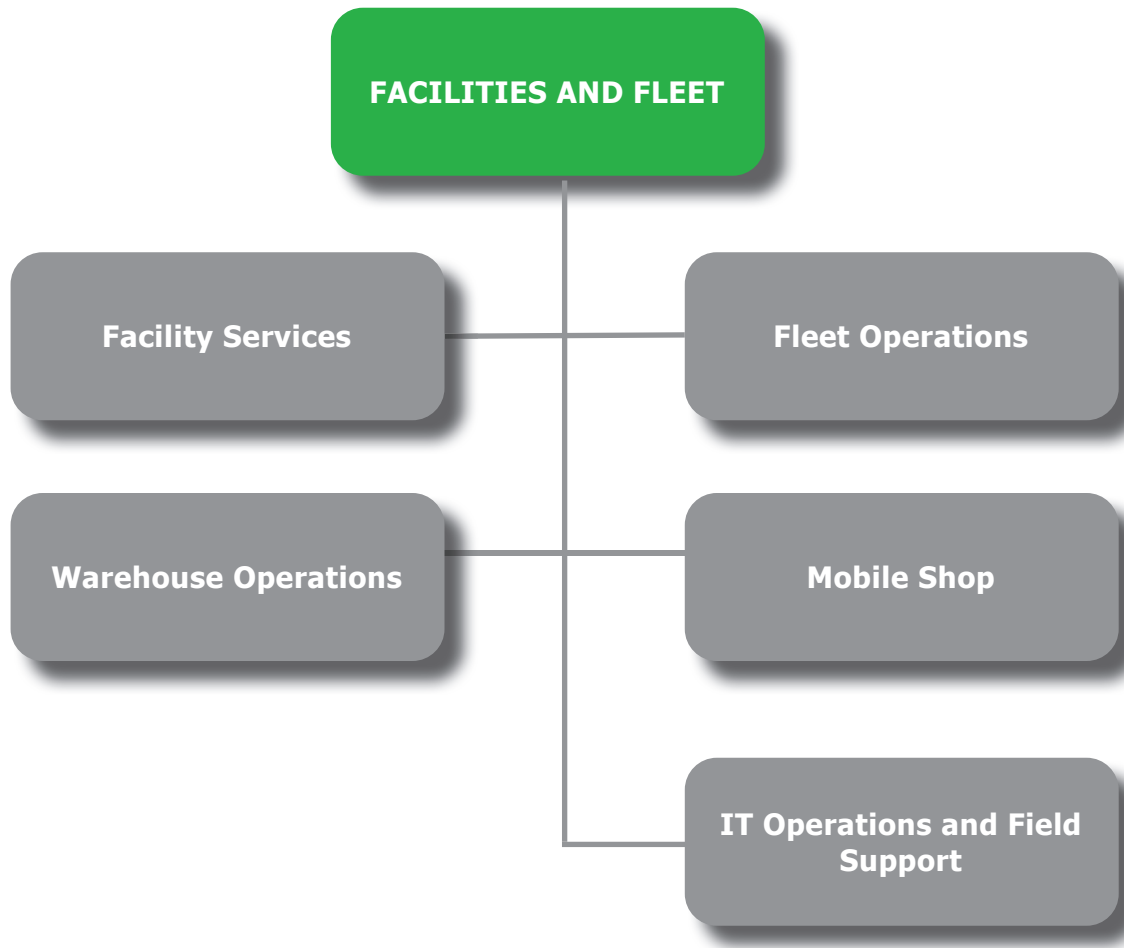 FACILITIES AND FLEET
Facility Services
Fleet Operations
Warehouse Operations
Mobile Shop
IT Operations and Field
Support